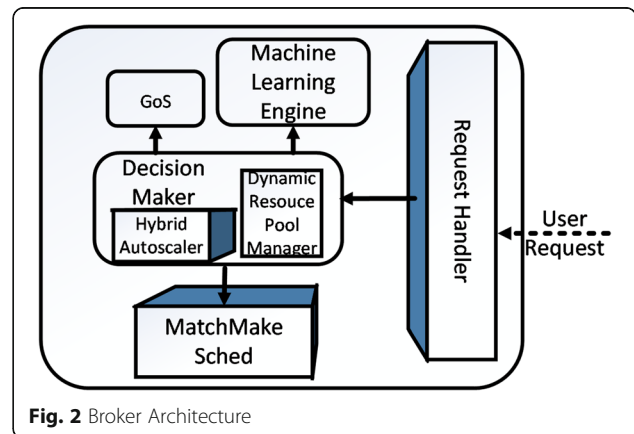 Machine
Learning
Engine
GoS
Decision
Maker
Hybrid
Autoscaler
Dynamic
Resouce
Pool
Manager
MatchMake
Sched
Request Handler
User
Request
Fig. 2 Broker Architecture